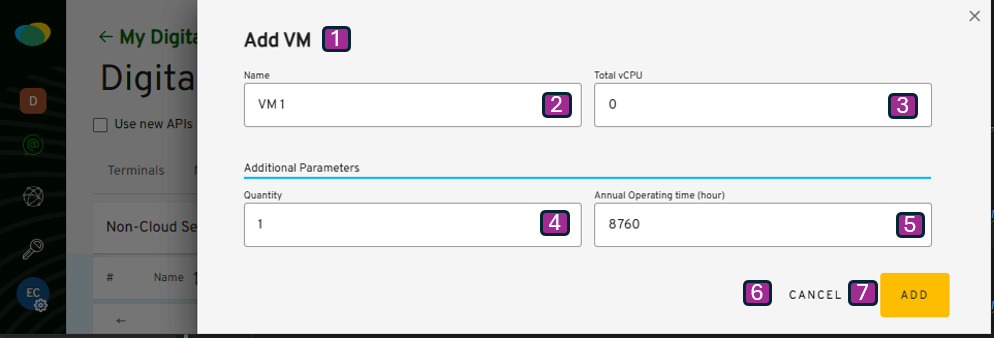 Add VM 1
Name
VM 1 2
Total vCPU
0 3
Additional Parameters
Quantity
1 4
Annual Operating time (hour)
8760 5
6 CANCEL 7 ADD
← My Digita
Digita
D
Use new APIs
Terminals
Non-Cloud Se
# Name
EC
←